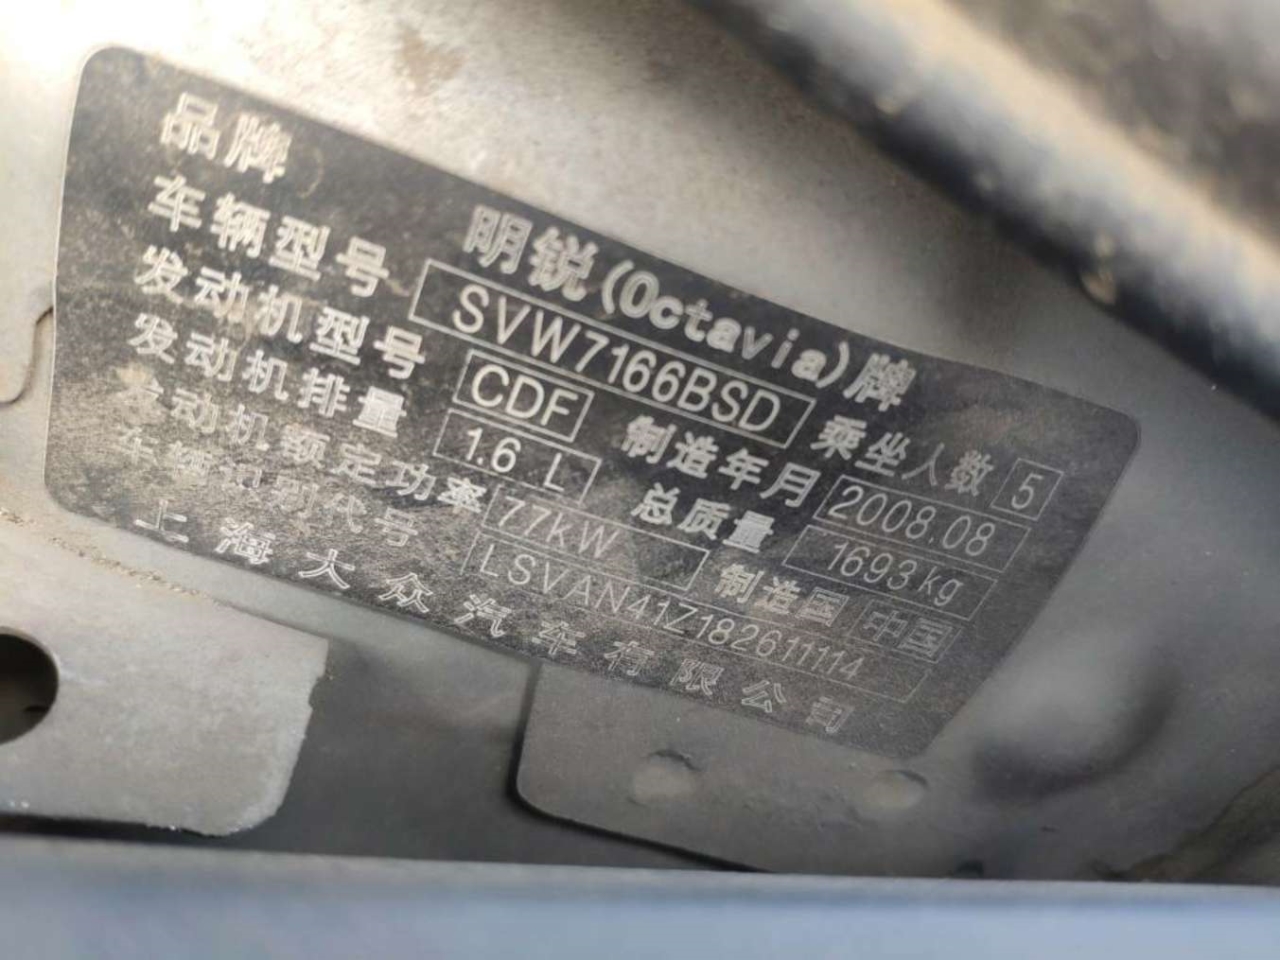 品牌 明锐(Octavia)牌
车辆型号 SVW7166BSD 乘坐人数 5
发动机型号 CDF 制造年月 2008.08
发动机排量 1.6 L 总质量 1693kg
发动机额定功率 77kW 制造国 中国
车辆识别代号 LSVAN41Z182611114
上海大众汽车有限公司